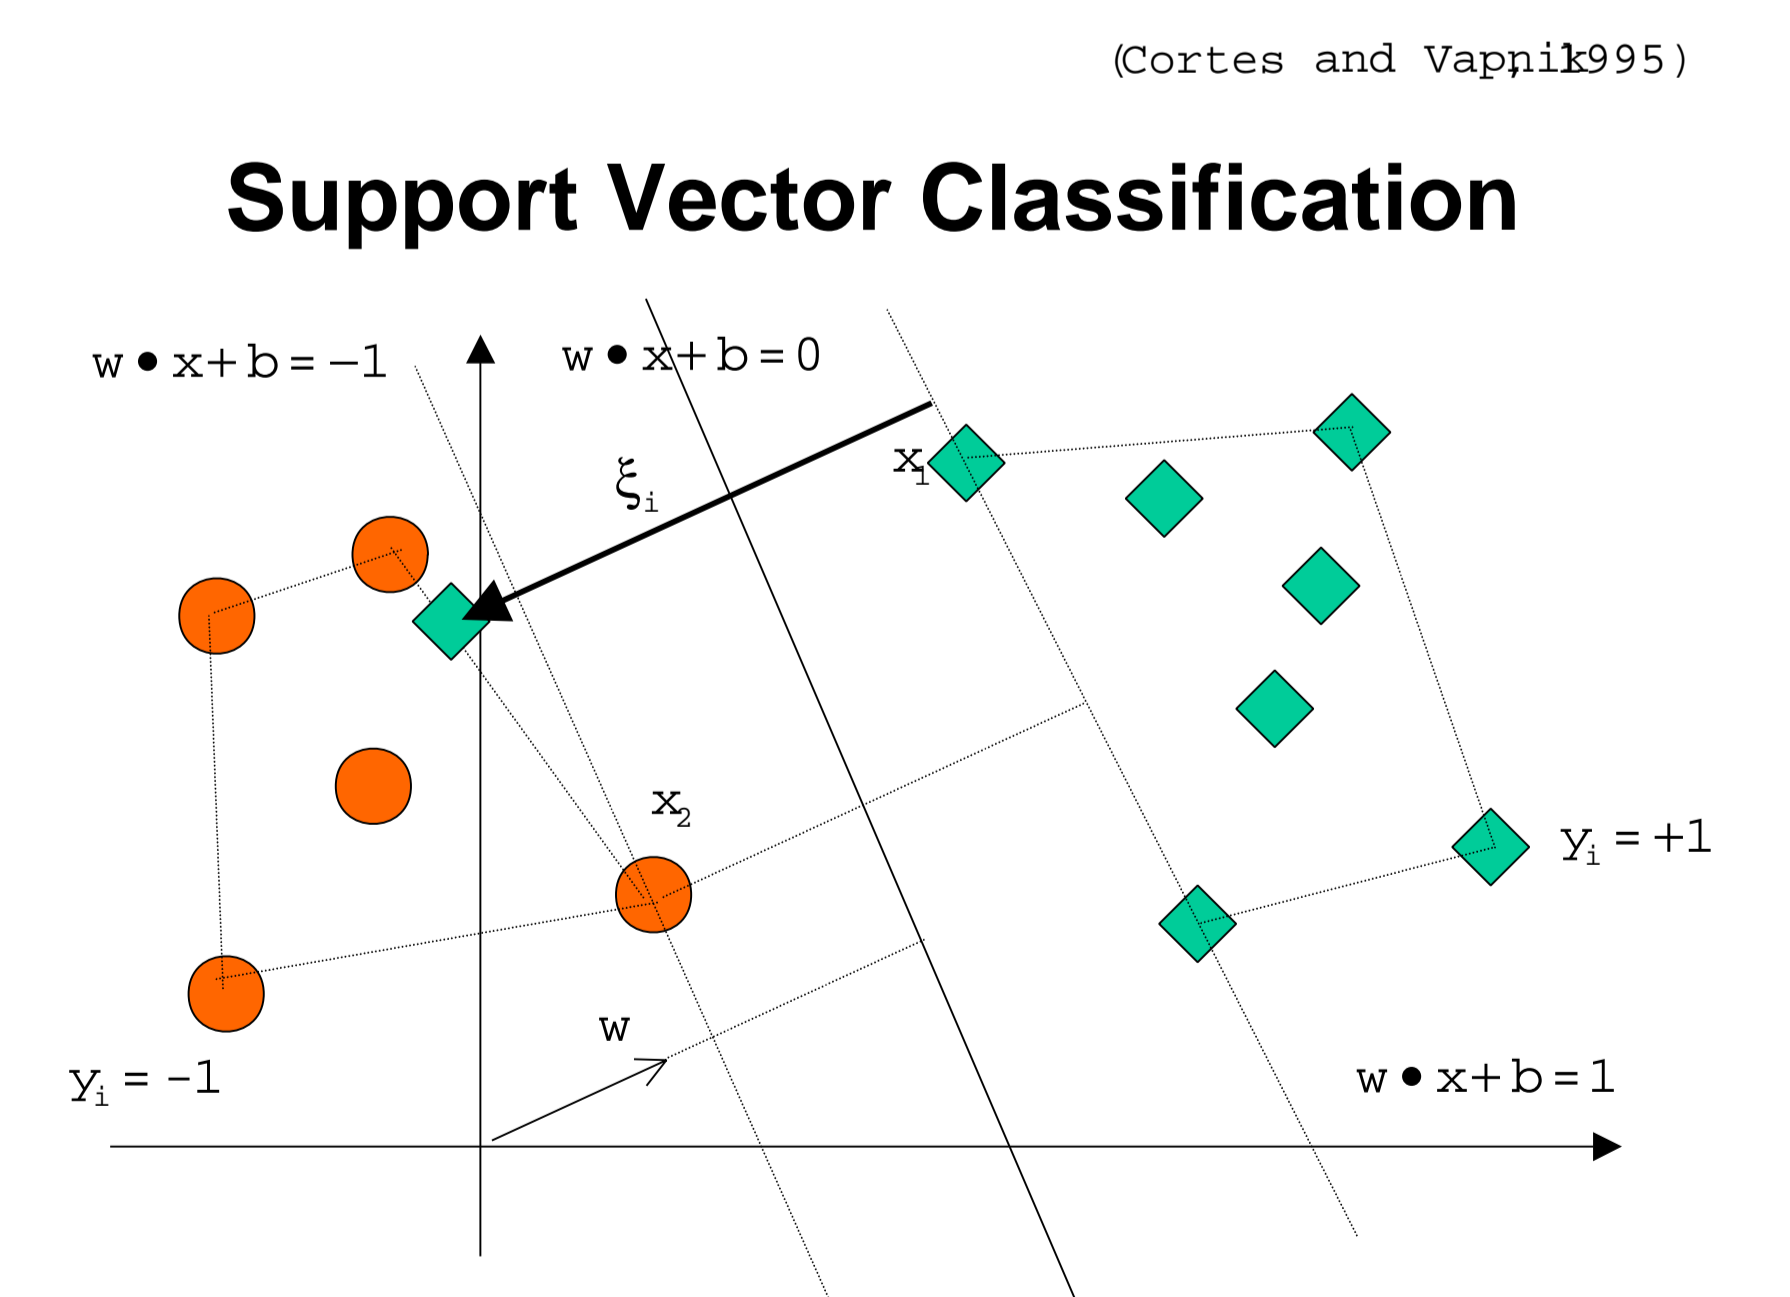 (Cortes and Vapnik, 1995)
Support Vector Classification
w • x+b=−1
w • x+b=0
x1
ξi
x2
yi = +1
w
yi = -1
w • x+b=1